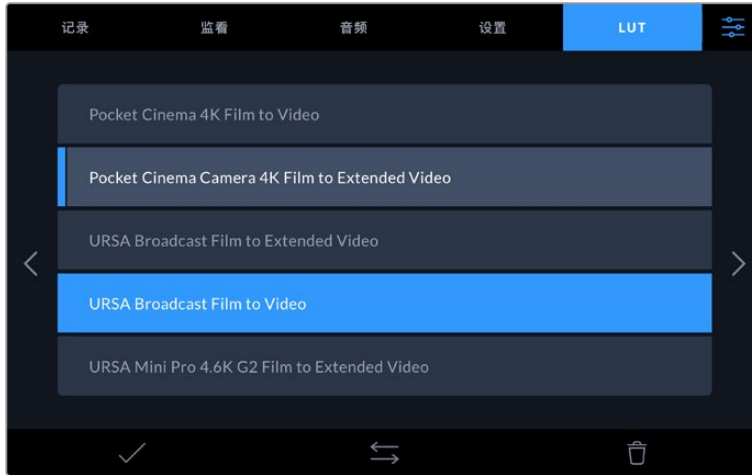 记录 监看 音频 设置 LUT
Pocket Cinema 4K Film to Video
Pocket Cinema Camera 4K Film to Extended Video
URSA Broadcast Film to Extended Video
URSA Broadcast Film to Video
URSA Mini Pro 4.6K G2 Film to Extended Video